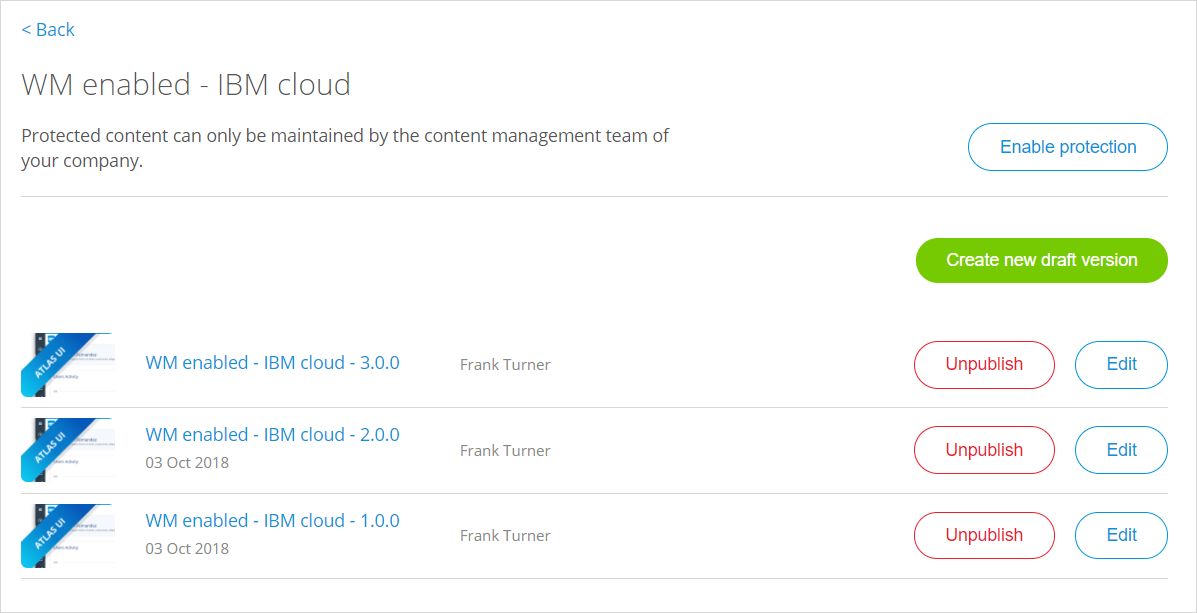 < Back
WM enabled - IBM cloud
Protected content can only be maintained by the content management team of
your company.
Enable protection
Create new draft version
ATLAS UI
WM enabled - IBM cloud - 3.0.0
Frank Turner
Unpublish
Edit
ATLAS UI
WM enabled - IBM cloud - 2.0.0
03 Oct 2018
Frank Turner
Unpublish
Edit
ATLAS UI
WM enabled - IBM cloud - 1.0.0
03 Oct 2018
Frank Turner
Unpublish
Edit